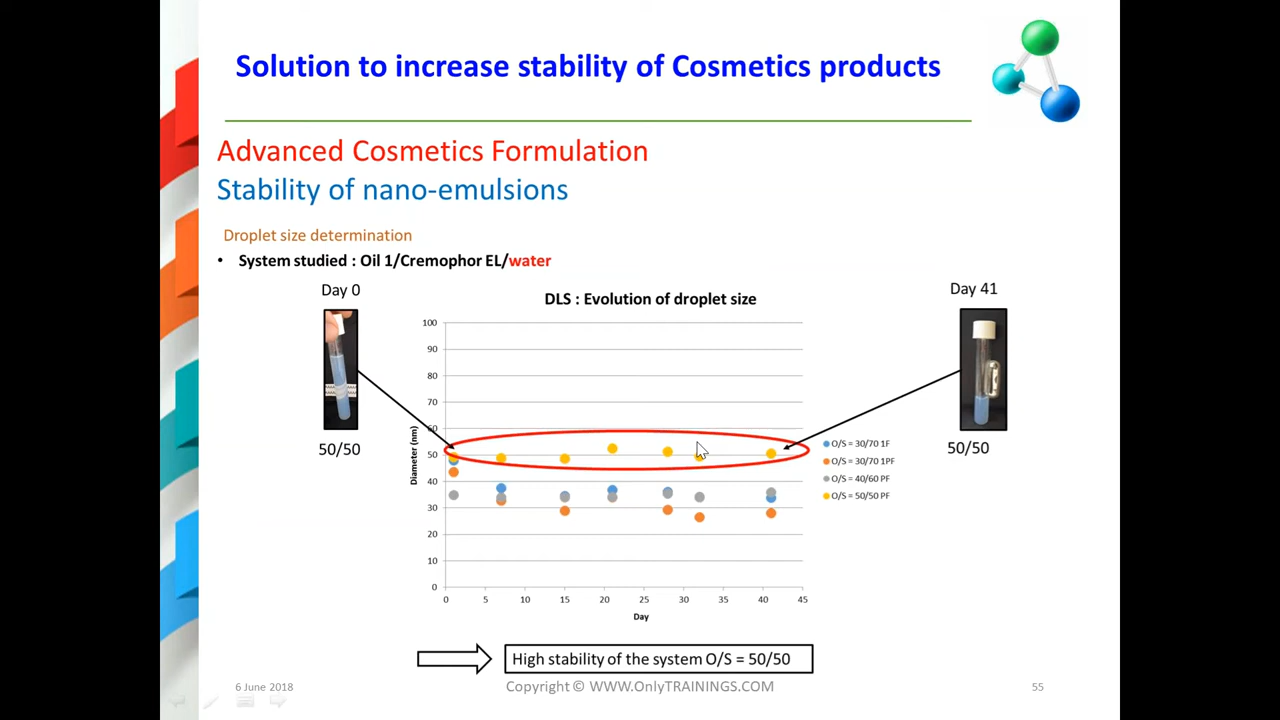 Solution to increase stability of Cosmetics products
Advanced Cosmetics Formulation
Stability of nano-emulsions
Droplet size determination
• System studied : Oil 1/Cremophor EL/water
Day 0
DLS : Evolution of droplet size
Day 41
100
90
80
70
60
50
40
30
20
10
0
Diameter (nm)
0 5 10 15 20 25 30 35 40 45
Day
50/50
50/50
O/S = 30/70 1F
O/S = 30/70 1PF
O/S = 40/60 PF
O/S = 50/50 PF
High stability of the system O/S = 50/50
6 June 2018
Copyright © WWW.OnlyTRAININGS.COM
55